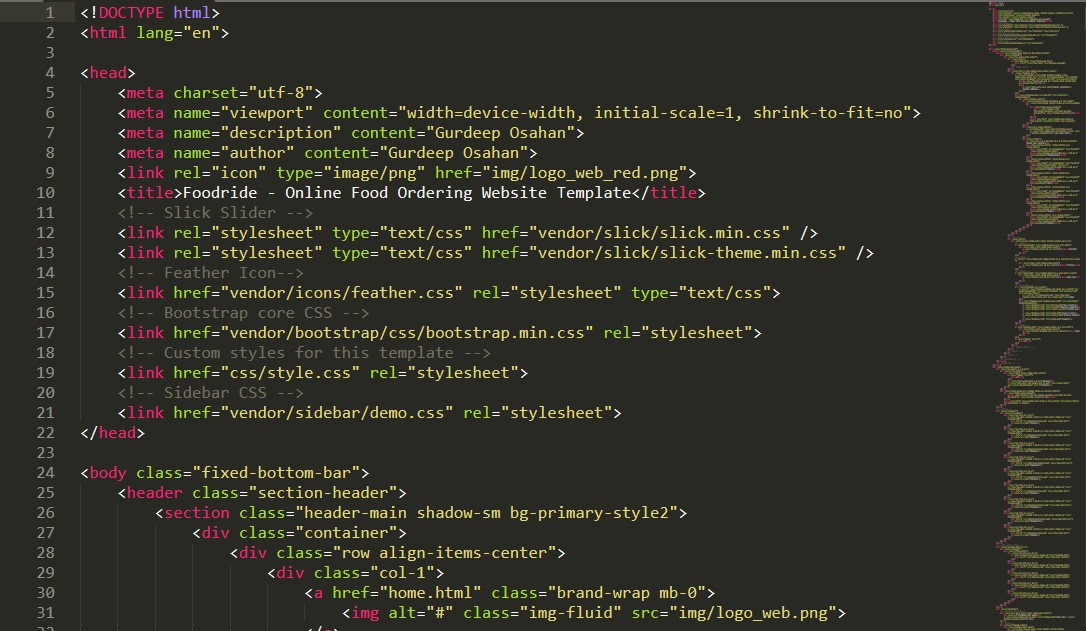 1 <!DOCTYPE html>
2 <html lang="en">
3
4 <head>
5 <meta charset="utf-8">
6 <meta name="viewport" content="width=device-width, initial-scale=1, shrink-to-fit=no">
7 <meta name="description" content="Gurdeep Osahan">
8 <meta name="author" content="Gurdeep Osahan">
9 <link rel="icon" type="image/png" href="img/logo_web_red.png">
10 <title>Foodride - Online Food Ordering Website Template</title>
11 <!-- Slick Slider -->
12 <link rel="stylesheet" type="text/css" href="vendor/slick/slick.min.css" />
13 <link rel="stylesheet" type="text/css" href="vendor/slick/slick-theme.min.css" />
14 <!-- Feather Icon-->
15 <link href="vendor/icons/feather.css" rel="stylesheet" type="text/css">
16 <!-- Bootstrap core CSS -->
17 <link href="vendor/bootstrap/css/bootstrap.min.css" rel="stylesheet">
18 <!-- Custom styles for this template -->
19 <link href="css/style.css" rel="stylesheet">
20 <!-- Sidebar CSS -->
21 <link href="vendor/sidebar/demo.css" rel="stylesheet">
22 </head>
23
24 <body class="fixed-bottom-bar">
25 <header class="section-header">
26 <section class="header-main shadow-sm bg-primary-style2">
27 <div class="container">
28 <div class="row align-items-center">
29 <div class="col-1">
30 <a href="home.html" class="brand-wrap mb-0">
31 <img alt="#" class="img-fluid" src="img/logo_web.png">